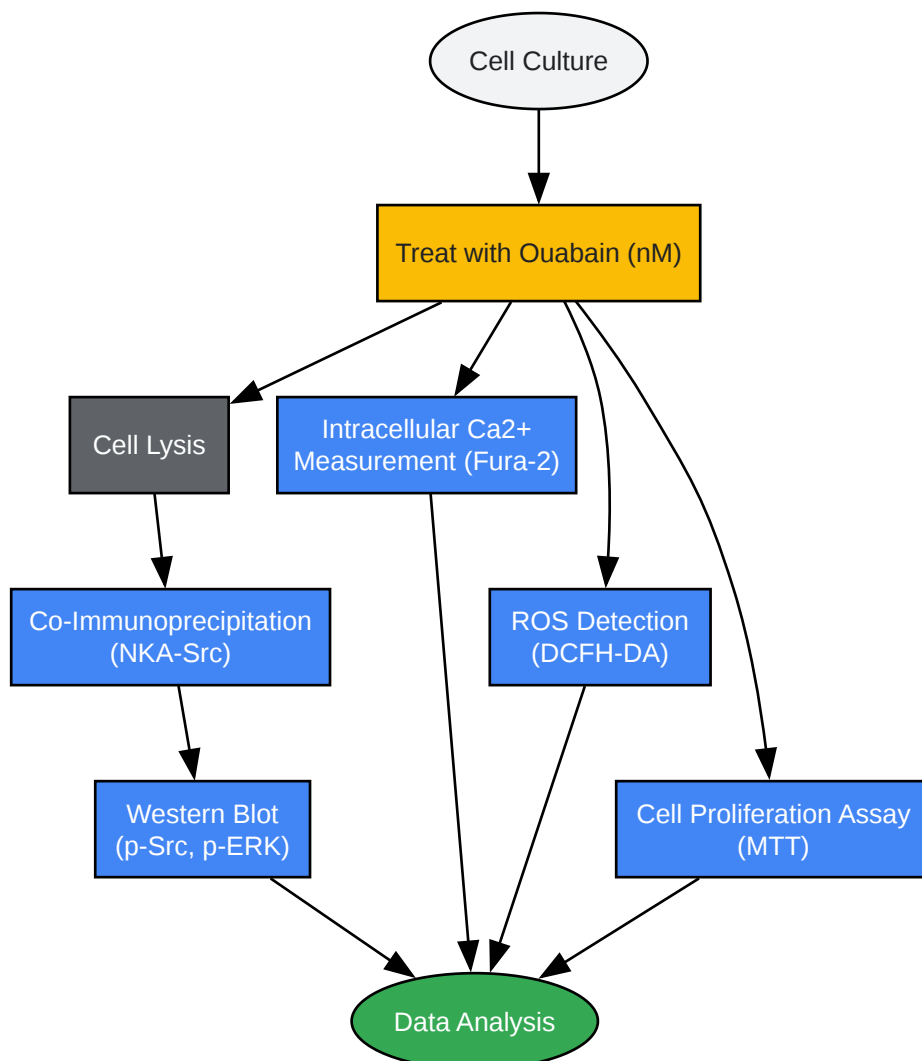 Cell Culture
Treat with Ouabain (nM)
Cell Lysis
Intracellular Ca2+
Measurement (Fura-2)
Co-Immunoprecipitation
(NKA-Src)
ROS Detection
(DCFH-DA)
Western Blot
(p-Src, p-ERK)
Cell Proliferation Assay
(MTT)
Data Analysis